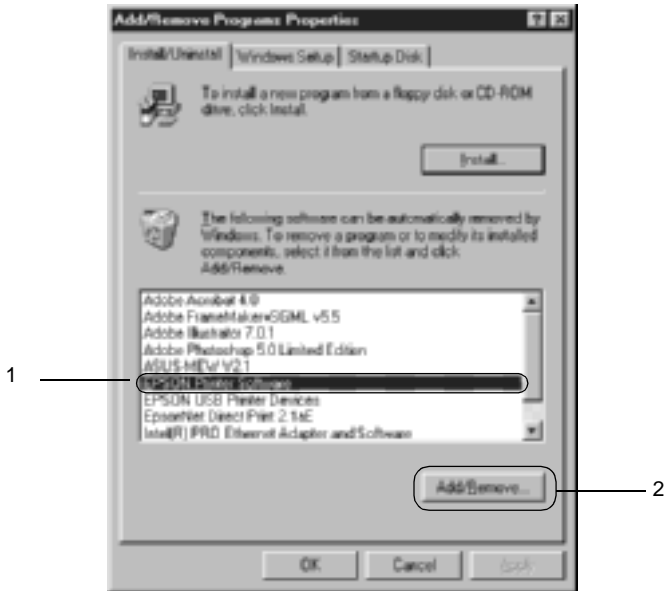 Add/Remove Programs Properties
Install/Uninstall
Windows Setup
Startup Disk
To install a new program from a floppy disk or CD-ROM
drive, click Install.
Install...
The following software can be automatically removed by
Windows. To remove a program or to modify its installed
components, select it from the list and click
Add/Remove.
Adobe Acrobat 4.0
Adobe FrameMaker+SGML v5.5
Adobe Illustrator 7.0.1
Adobe Photoshop 5.0 Limited Edition
ASUS-MEW V2.1
1
EPSON Printer Software
EPSON USB Printer Devices
EpsonNet Direct Print 2.16E
Intel(R) PRO Ethernet Adapter and Software
Add/Remove...
2
OK
Cancel
Apply